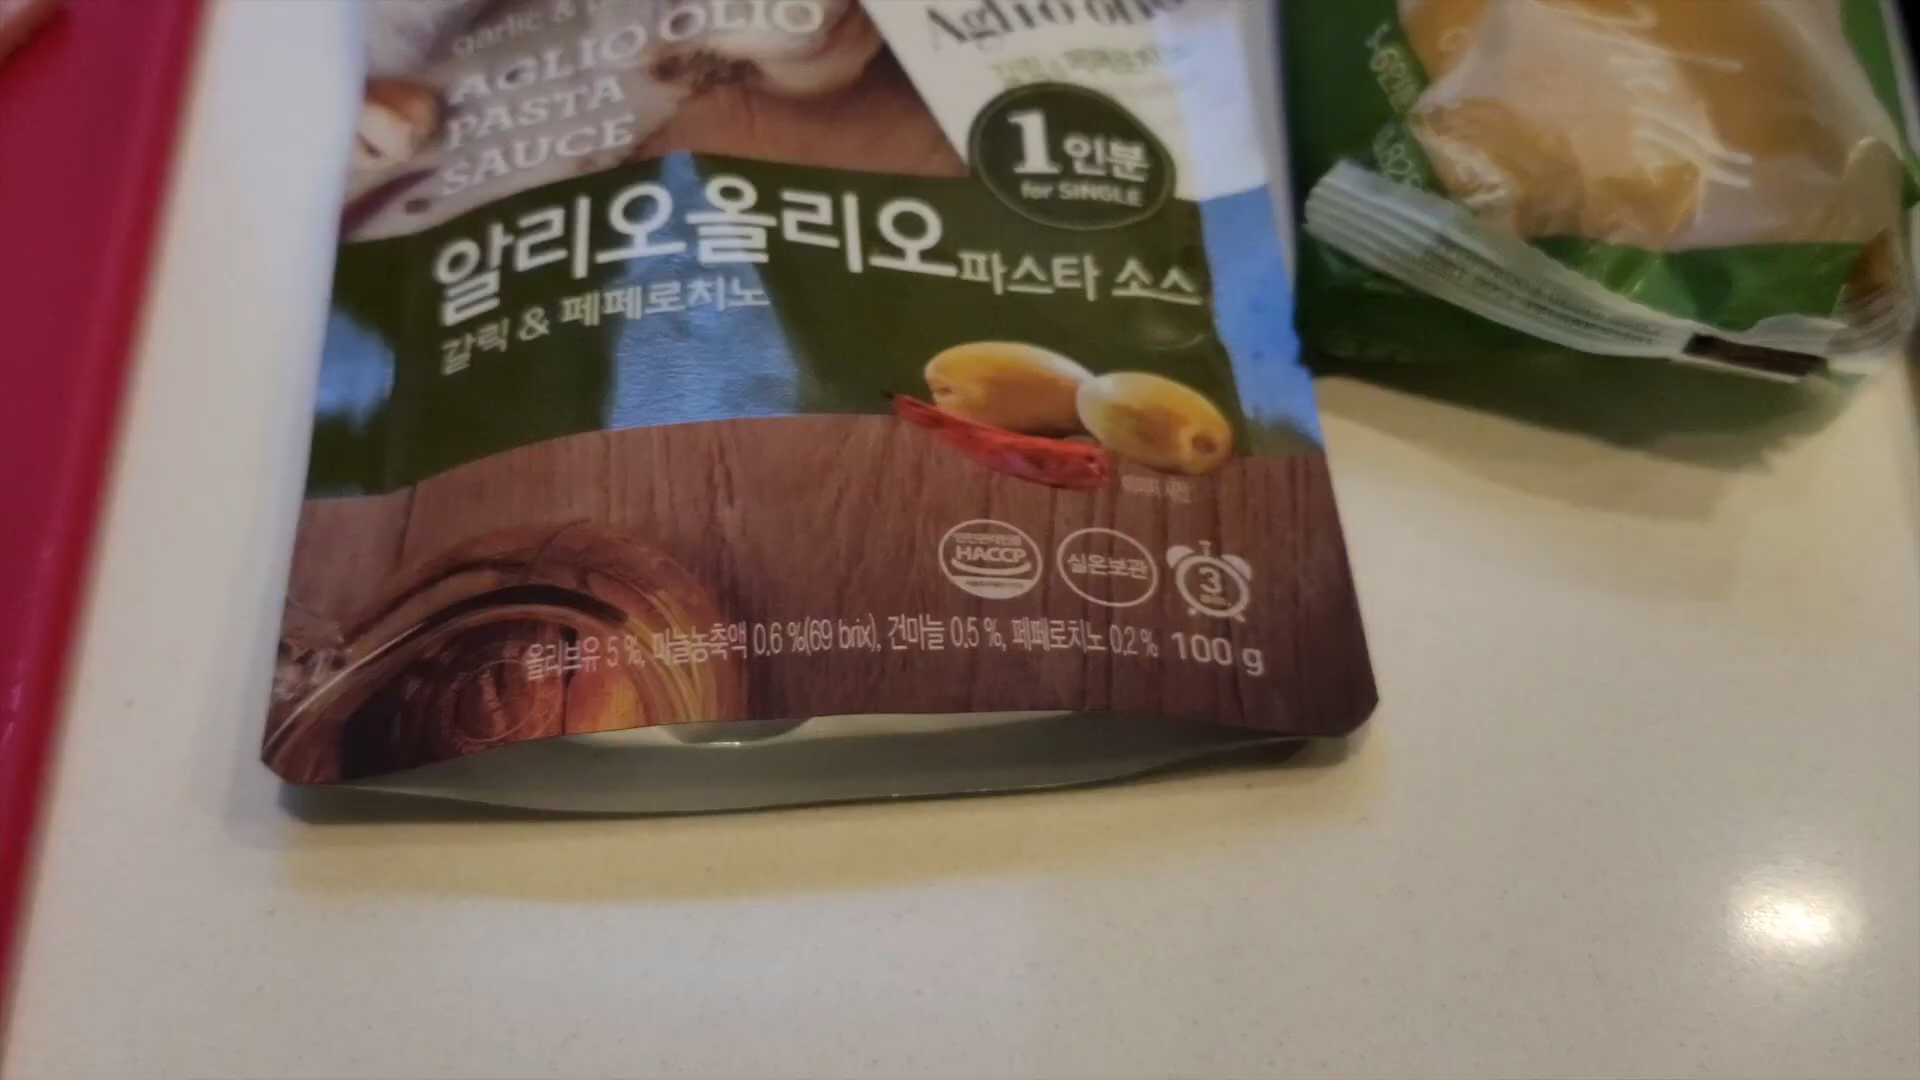 garlic &
AGLIO OLIO
PASTA
SAUCE
Aglio olio
1인분
for SINGLE
알리오올리오 파스타 소스
갈릭 & 페페로치노
HACCP
실온보관
3
올리브유 5 %, 마늘농축액 0.6 %(69 brix), 건마늘 0.5 %, 페페로치노 0.2 % 100 g